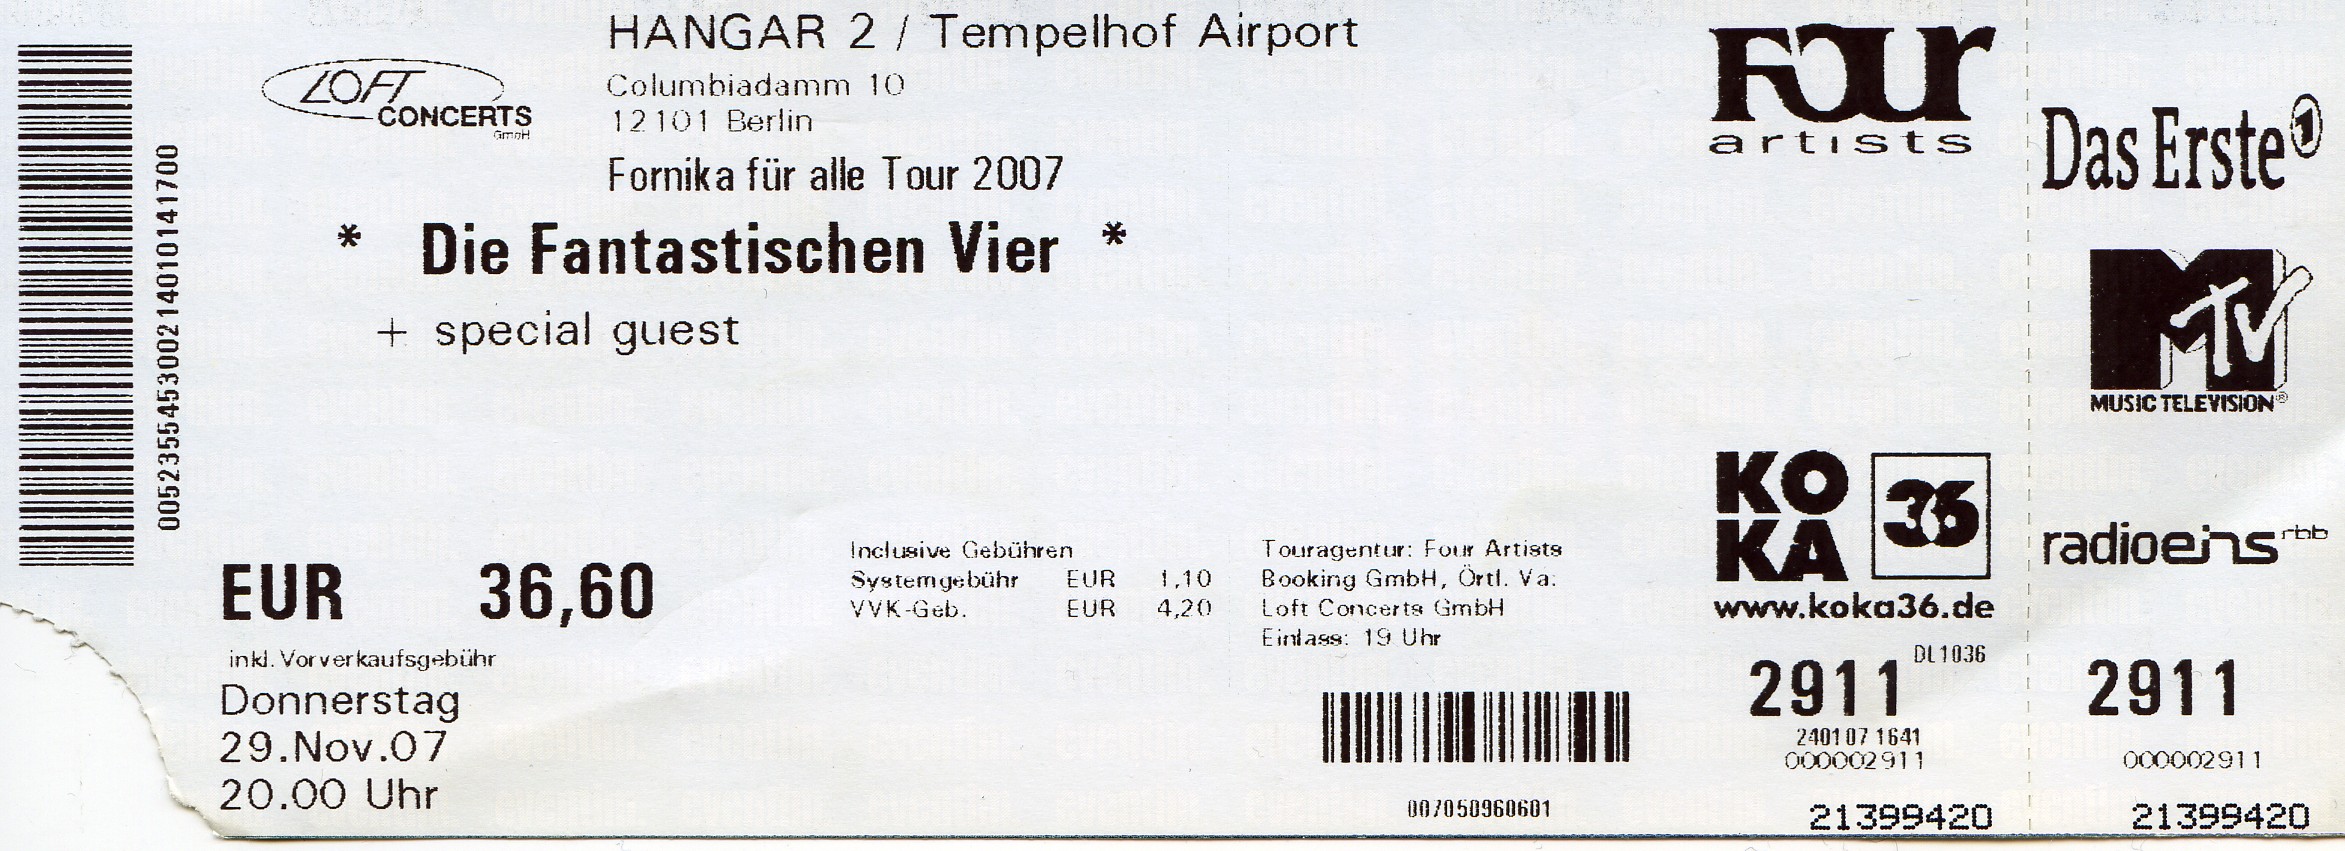 HANGAR 2 / Tempelhof Airport
Columbiadamm 10
12101 Berlin
LOFT
CONCERTS
GmbH
Fornika für alle Tour 2007
* Die Fantastischen Vier *
+ special guest
005235545300214010141700
EUR 36,60
inkl. Vorverkaufsgebühr
Donnerstag
29.Nov.07
20.00 Uhr
Inclusive Gebühren
Systemgebühr EUR 1,10
VVK-Geb. EUR 4,20
Touragentur: Four Artists
Booking GmbH, Örtl. Va:
Loft Concerts GmbH
Einlass: 19 Uhr
007050960601
Four
artists
KO
KA
36
www.koka36.de
DL1036
2911
240107 1641
000002911
21399420
Das Erste 1
MTV
MUSIC TELEVISION®
radioeins rbb
2911
000002911
21399420